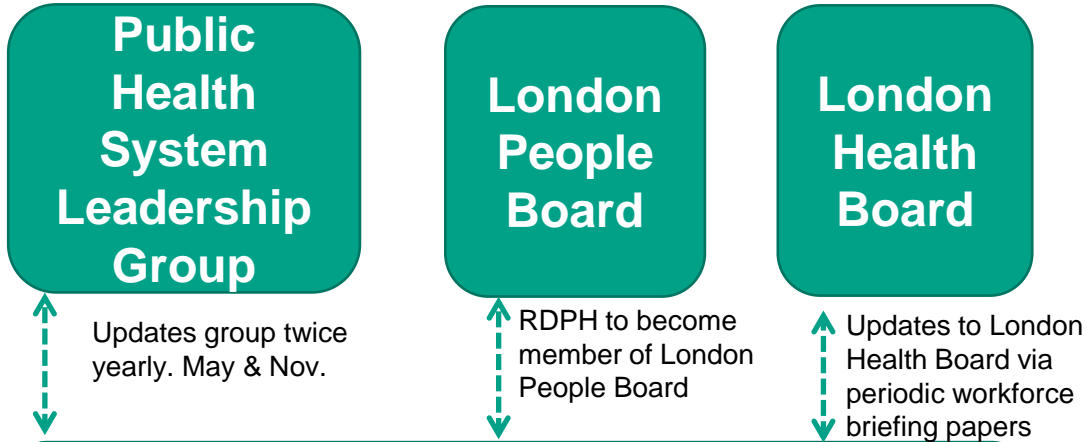 Public
Health
System
Leadership
Group
London
People
Board
London
Health
Board
Updates group twice
yearly. May & Nov.
RDPH to become
member of London
People Board
Updates to London
Health Board via
periodic workforce
briefing papers